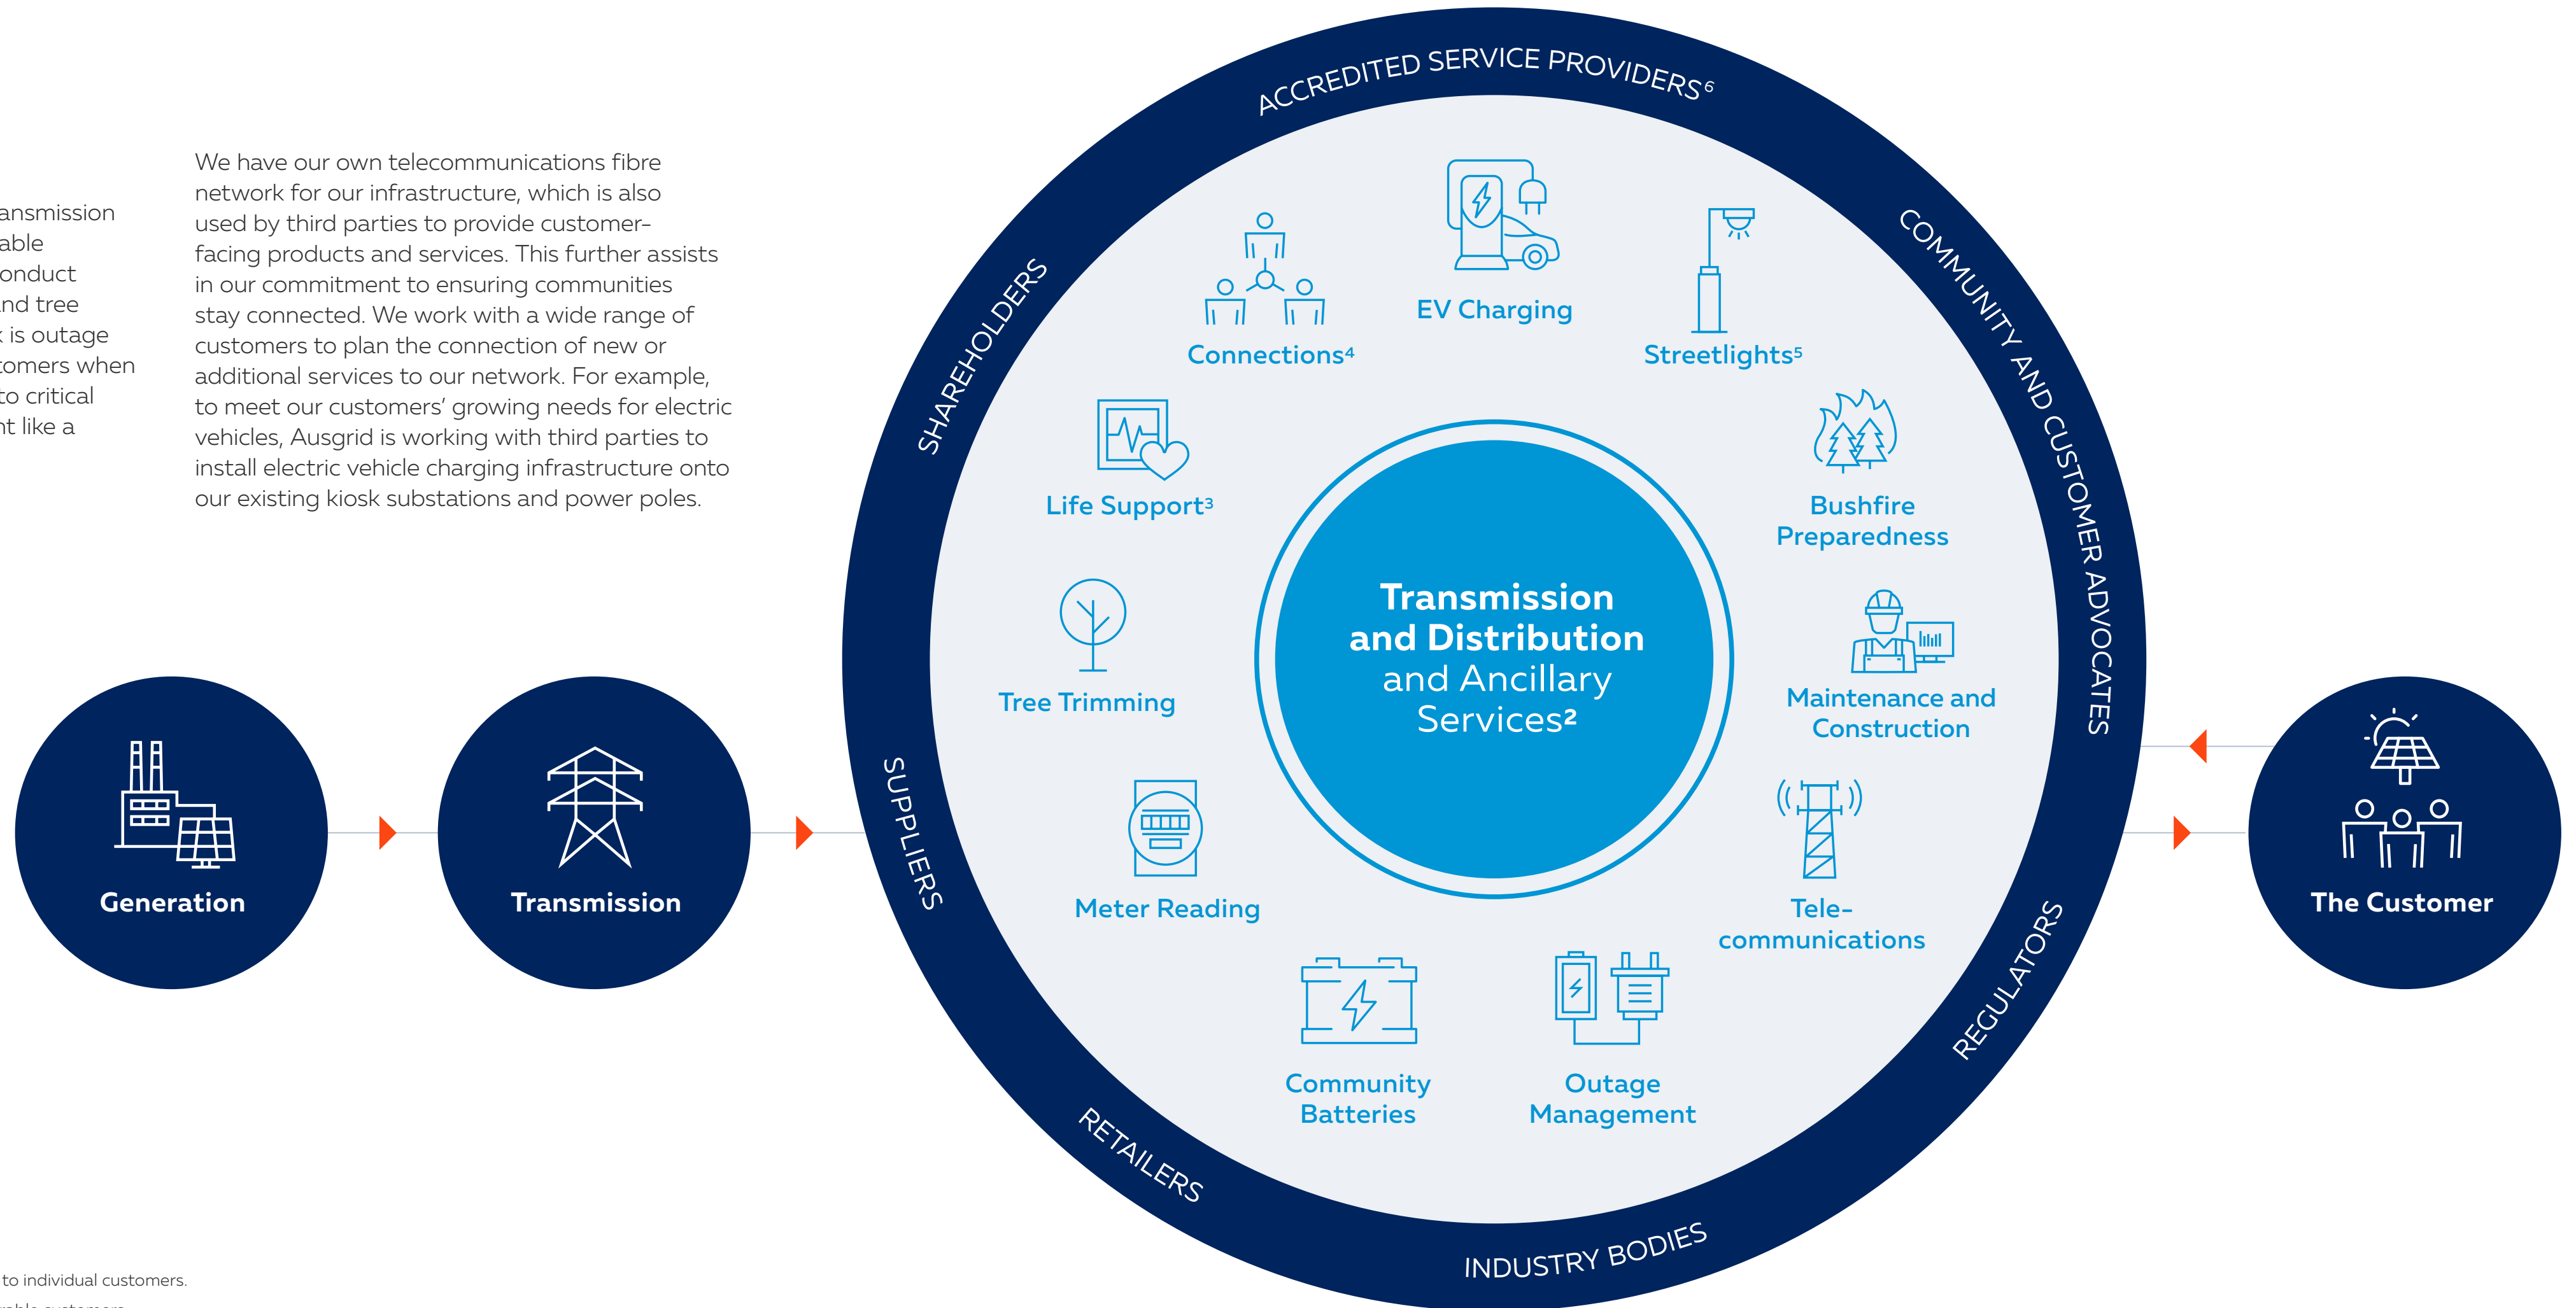 ansmission
able
onduct
nd tree
is outage
tomers when
to critical
nt like a
We have our own telecommunications fibre
network for our infrastructure, which is also
used by third parties to provide customer-
facing products and services. This further assists
in our commitment to ensuring communities
stay connected. We work with a wide range of
customers to plan the connection of new or
additional services to our network. For example,
to meet our customers’ growing needs for electric
vehicles, Ausgrid is working with third parties to
install electric vehicle charging infrastructure onto
our existing kiosk substations and power poles.
Generation
Transmission
ACCREDITED SERVICE PROVIDERS⁶
COMMUNITY AND CUSTOMER ADVOCATES
REGULATORS
INDUSTRY BODIES
RETAILERS
SUPPLIERS
SHAREHOLDERS
EV Charging
Streetlights⁵
Bushfire
Preparedness
Maintenance and
Construction
Tele-
communications
Outage
Management
Community
Batteries
Meter Reading
Tree Trimming
Life Support³
Connections⁴
Transmission
and Distribution
and Ancillary
Services²
The Customer
to individual customers.